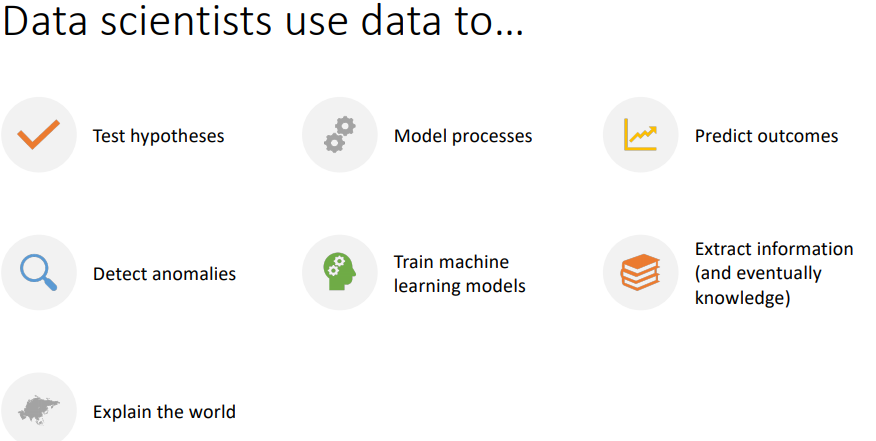 Data scientists use data to...
Test hypotheses
Model processes
Predict outcomes
Detect anomalies
Train machine
learning models
Extract information
(and eventually
knowledge)
Explain the world